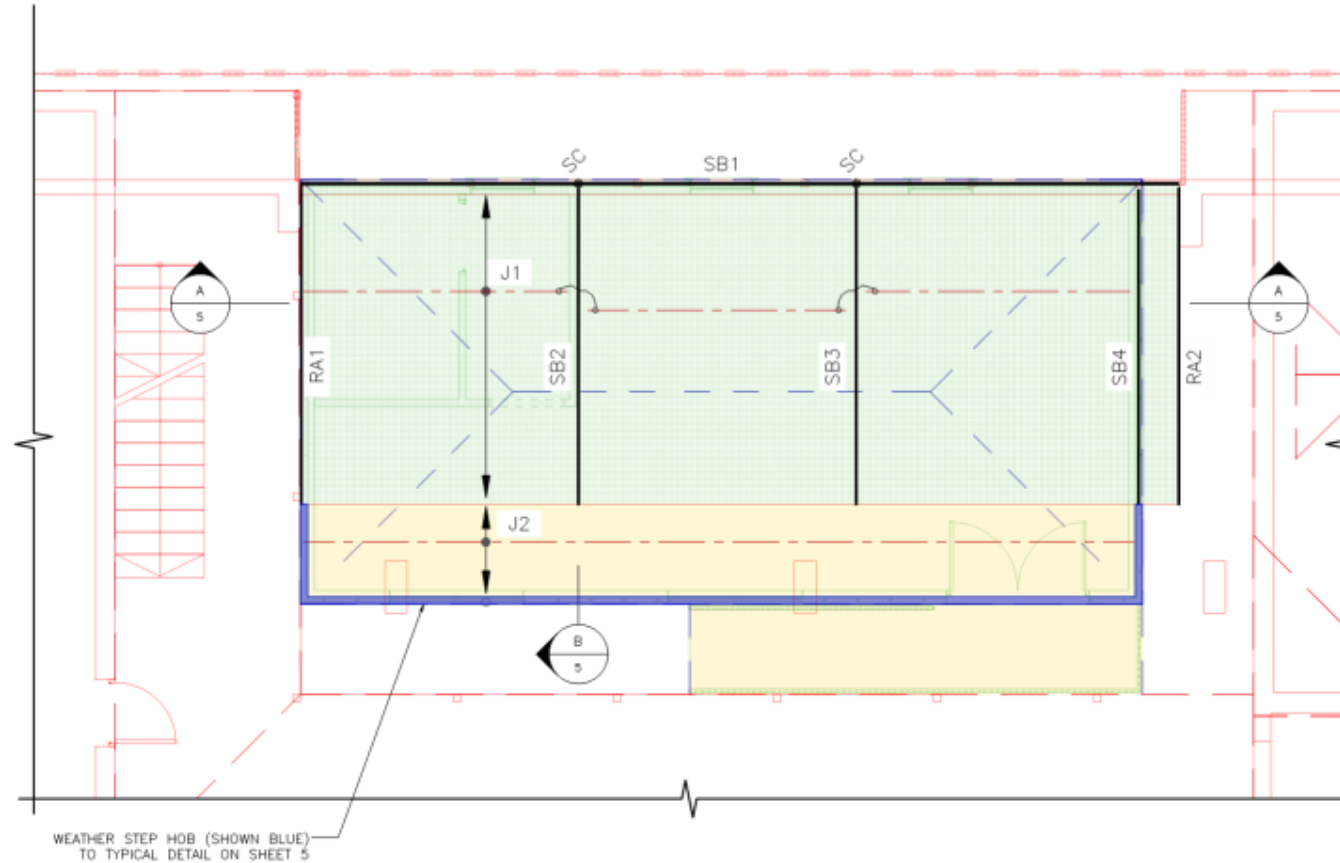 SC
SB1
SC
J1
A
5
A
5
RA1
SB2
SB3
SB4
RA2
J2
B
5
WEATHER STEP HOB (SHOWN BLUE)
TO TYPICAL DETAIL ON SHEET 5